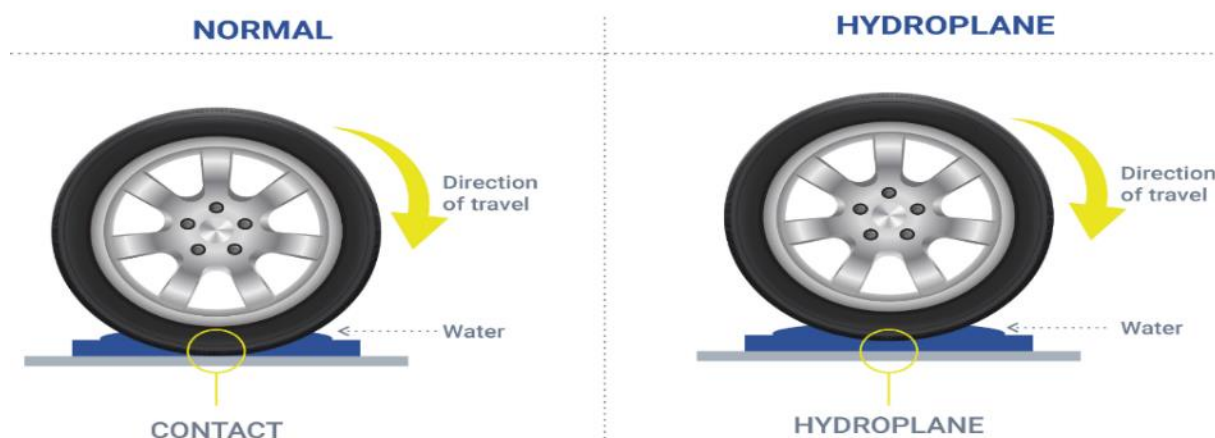 NORMAL
Direction
of travel
Water
CONTACT
HYDROPLANE
Direction
of travel
Water
HYDROPLANE